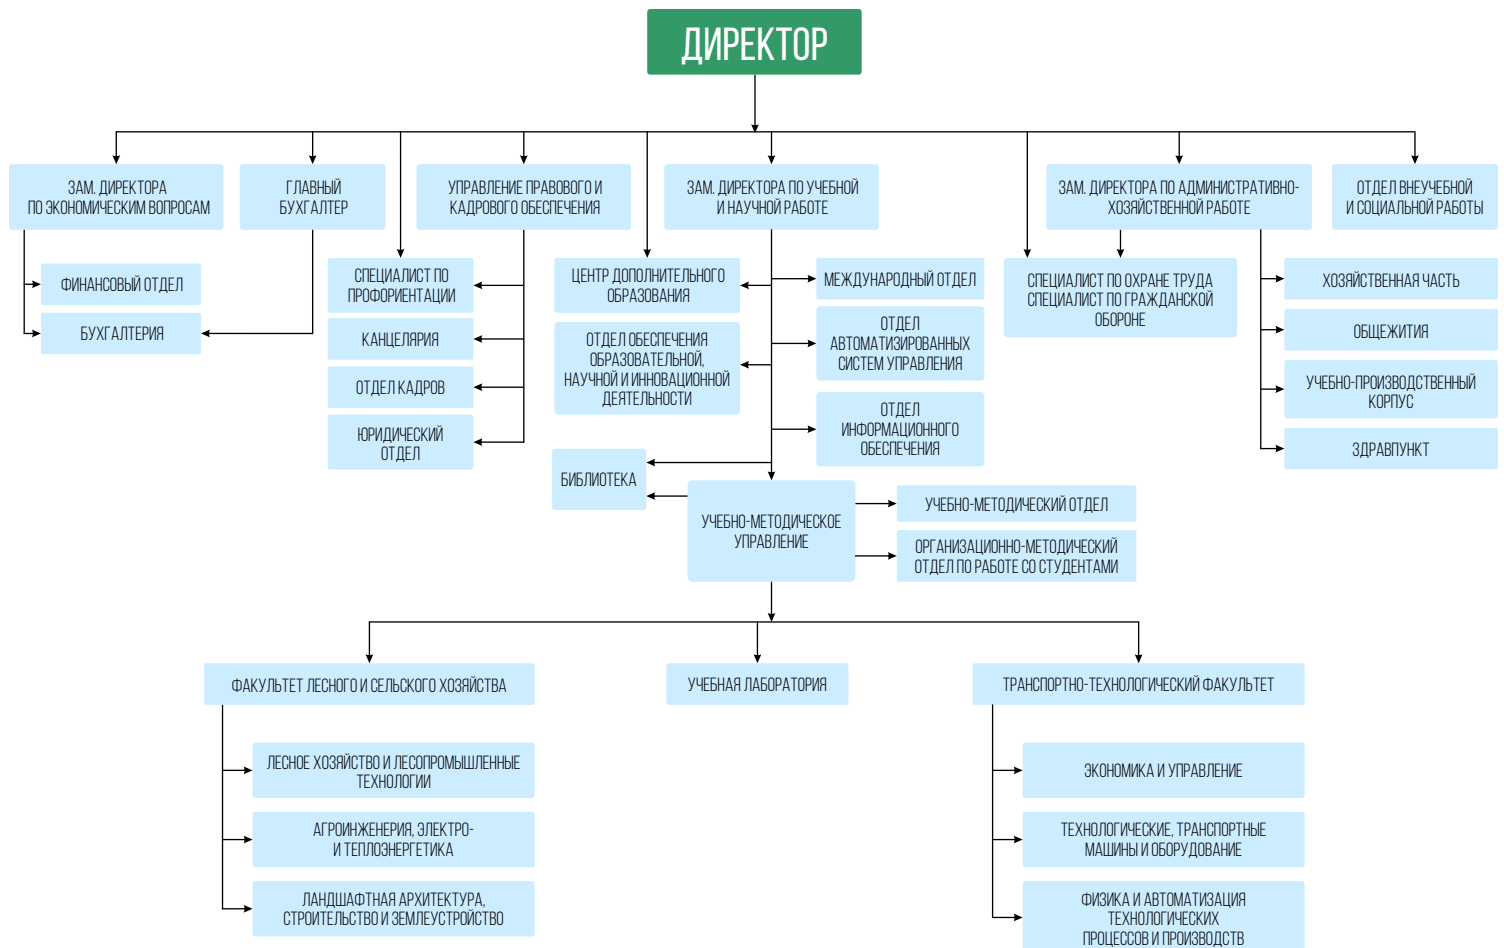 ДИРЕКТОР
ЗАМ. ДИРЕКТОРА
ПО ЭКОНОМИЧЕСКИМ ВОПРОСАМ
ГЛАВНЫЙ
БУХГАЛТЕР
УПРАВЛЕНИЕ ПРАВОВОГО И
КАДРОВОГО ОБЕСПЕЧЕНИЯ
ЗАМ. ДИРЕКТОРА ПО УЧЕБНОЙ
И НАУЧНОЙ РАБОТЕ
ЗАМ. ДИРЕКТОРА ПО АДМИНИСТРАТИВНО-
ХОЗЯЙСТВЕННОЙ РАБОТЕ
ОТДЕЛ ВНЕУЧЕБНОЙ
И СОЦИАЛЬНОЙ РАБОТЫ
ФИНАНСОВЫЙ ОТДЕЛ
БУХГАЛТЕРИЯ
СПЕЦИАЛИСТ ПО
ПРОФОРИЕНТАЦИИ
КАНЦЕЛЯРИЯ
ОТДЕЛ КАДРОВ
ЮРИДИЧЕСКИЙ
ОТДЕЛ
ЦЕНТР ДОПОЛНИТЕЛЬНОГО
ОБРАЗОВАНИЯ
ОТДЕЛ ОБЕСПЕЧЕНИЯ
ОБРАЗОВАТЕЛЬНОЙ,
НАУЧНОЙ И ИННОВАЦИОННОЙ
ДЕЯТЕЛЬНОСТИ
БИБЛИОТЕКА
МЕЖДУНАРОДНЫЙ ОТДЕЛ
ОТДЕЛ
АВТОМАТИЗИРОВАННЫХ
СИСТЕМ УПРАВЛЕНИЯ
ОТДЕЛ
ИНФОРМАЦИОННОГО
ОБЕСПЕЧЕНИЯ
СПЕЦИАЛИСТ ПО ОХРАНЕ ТРУДА
СПЕЦИАЛИСТ ПО ГРАЖДАНСКОЙ
ОБОРОНЕ
ХОЗЯЙСТВЕННАЯ ЧАСТЬ
ОБЩЕЖИТИЯ
УЧЕБНО-ПРОИЗВОДСТВЕННЫЙ
КОРПУС
ЗДРАВПУНКТ
УЧЕБНО-МЕТОДИЧЕСКОЕ
УПРАВЛЕНИЕ
УЧЕБНО-МЕТОДИЧЕСКИЙ ОТДЕЛ
ОРГАНИЗАЦИОННО-МЕТОДИЧЕСКИЙ
ОТДЕЛ ПО РАБОТЕ СО СТУДЕНТАМИ
ФАКУЛЬТЕТ ЛЕСНОГО И СЕЛЬСКОГО ХОЗЯЙСТВА
УЧЕБНАЯ ЛАБОРАТОРИЯ
ТРАНСПОРТНО-ТЕХНОЛОГИЧЕСКИЙ ФАКУЛЬТЕТ
ЛЕСНОЕ ХОЗЯЙСТВО И ЛЕСОПРОМЫШЛЕННЫЕ
ТЕХНОЛОГИИ
АГРОИНЖЕНЕРИЯ, ЭЛЕКТРО-
И ТЕПЛОЭНЕРГЕТИКА
ЛАНДШАФТНАЯ АРХИТЕКТУРА,
СТРОИТЕЛЬСТВО И ЗЕМЛЕУСТРОЙСТВО
ЭКОНОМИКА И УПРАВЛЕНИЕ
ТЕХНОЛОГИЧЕСКИЕ, ТРАНСПОРТНЫЕ
МАШИНЫ И ОБОРУДОВАНИЕ
ФИЗИКА И АВТОМАТИЗАЦИЯ
ТЕХНОЛОГИЧЕСКИХ
ПРОЦЕССОВ И ПРОИЗВОДСТВ